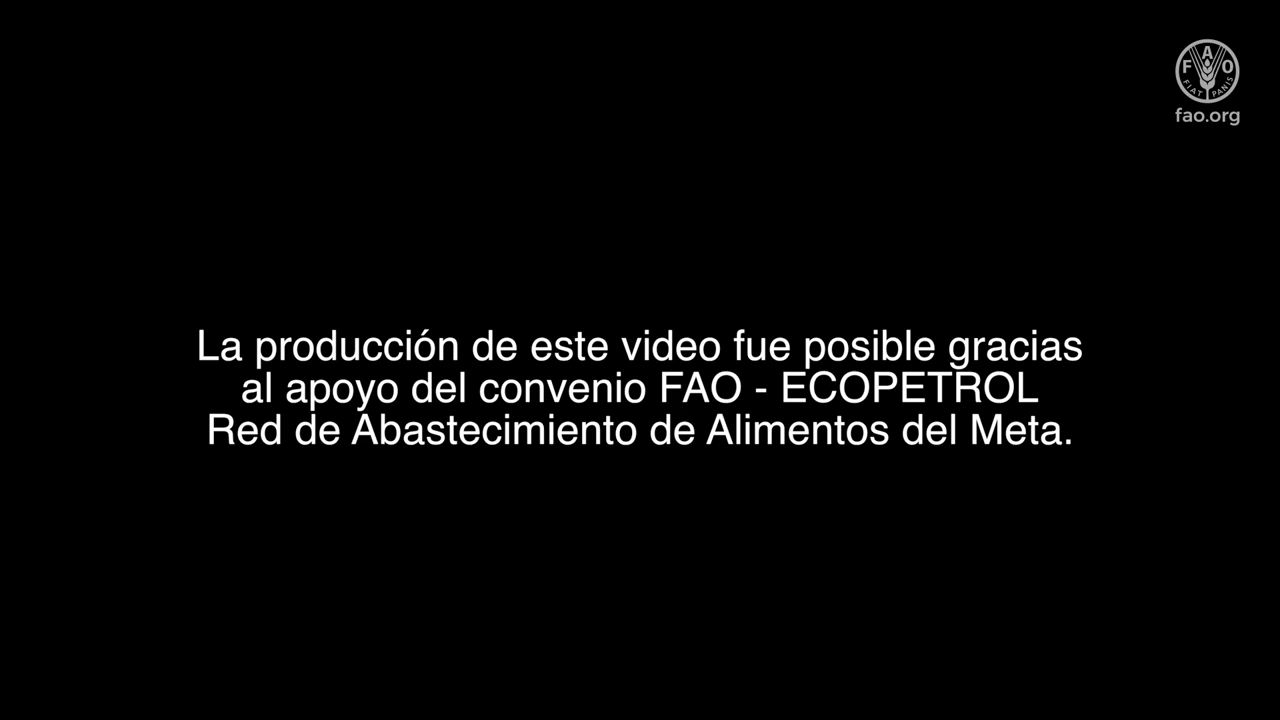 FAO
FIAT PANIS
fao.org
La producción de este video fue posible gracias
al apoyo del convenio FAO - ECOPETROL
Red de Abastecimiento de Alimentos del Meta.